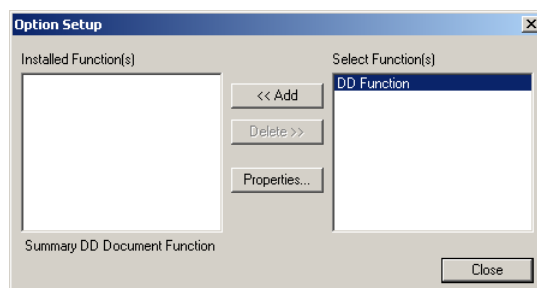 Option Setup
Installed Function(s)
Select Function(s)
DD Function
<< Add
Delete >>
Properties...
Summary DD Document Function
Close